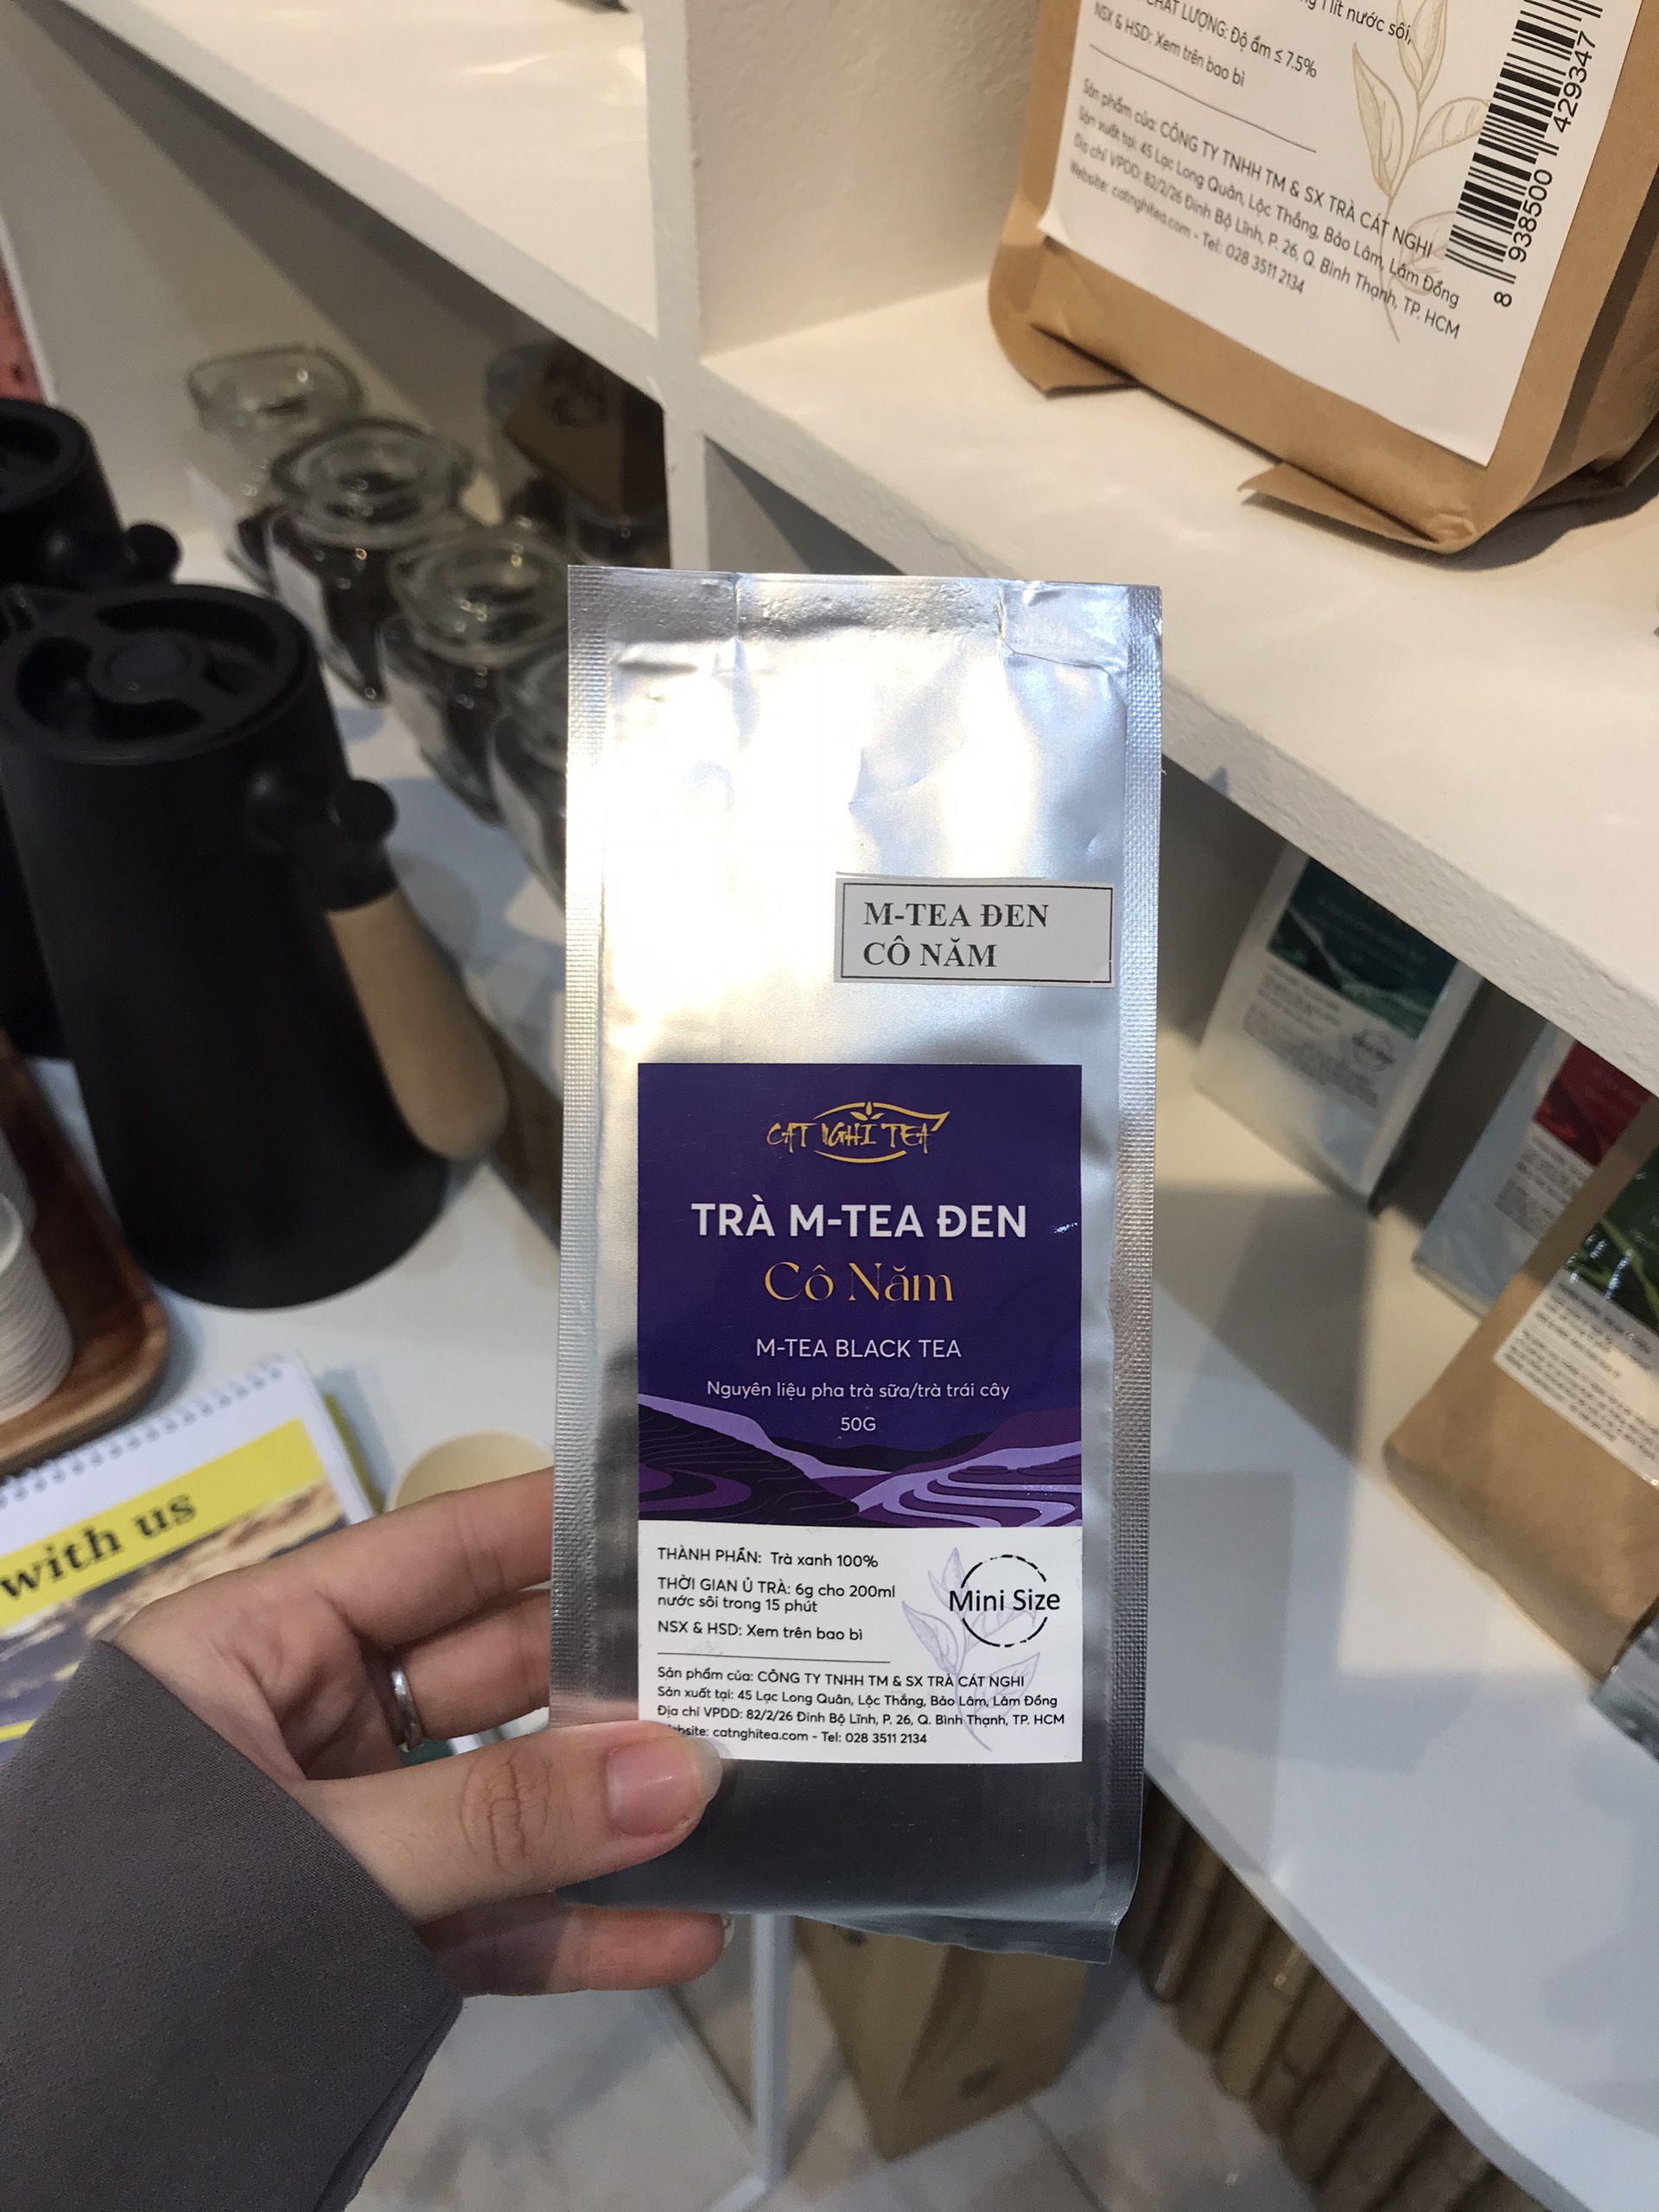 1 lít nước sôi,
CHẤT LƯỢNG: Độ ẩm ≤ 7.5%
NSX & HSD: Xem trên bao bì
Sản phẩm của: CÔNG TY TNHH TM & SX TRÀ CÁT NGHI
Sản xuất tại: 45 Lạc Long Quân, Lộc Thắng, Bảo Lâm, Lâm Đồng
Địa chỉ VPDD: 82/2/26 Đinh Bộ Lĩnh, P. 26, Q. Bình Thạnh, TP. HCM
Website: catnghitea.com - Tel: 028 3511 2134
8 938500 429347
M-TEA ĐEN
CÔ NĂM
CAT NGHI TEA
TRÀ M-TEA ĐEN
Cô Năm
M-TEA BLACK TEA
Nguyên liệu pha trà sữa/trà trái cây
50G
THÀNH PHẦN: Trà xanh 100%
THỜI GIAN Ủ TRÀ: 6g cho 200ml
nước sôi trong 15 phút
NSX & HSD: Xem trên bao bì
Mini Size
Sản phẩm của: CÔNG TY TNHH TM & SX TRÀ CÁT NGHI
Sản xuất tại: 45 Lạc Long Quân, Lộc Thắng, Bảo Lâm, Lâm Đồng
Địa chỉ VPDD: 82/2/26 Đinh Bộ Lĩnh, P. 26, Q. Bình Thạnh, TP. HCM
bsite: catnghitea.com - Tel: 028 3511 2134
with us